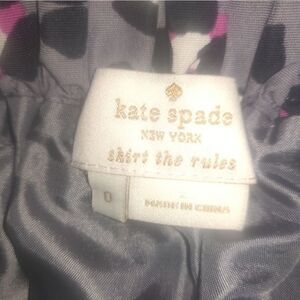 kate spade
NEW YORK
skirt the rules
0
MADE IN CHINA